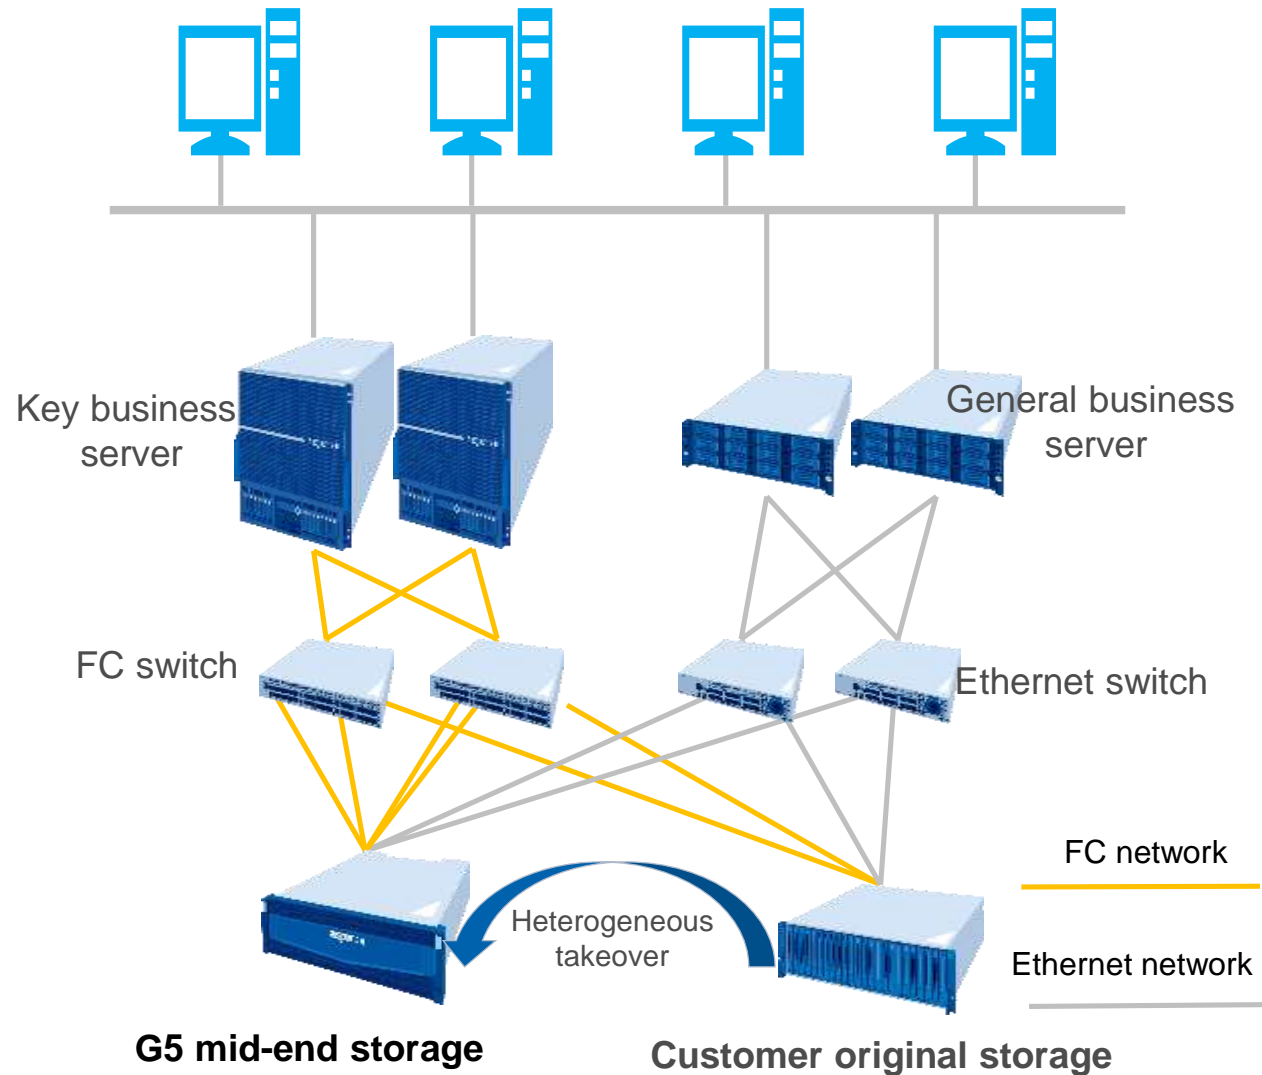 Key business
server
General business
server
FC switch
Ethernet switch
FC network
Heterogeneous
takeover
Ethernet network
G5 mid-end storage
Customer original storage